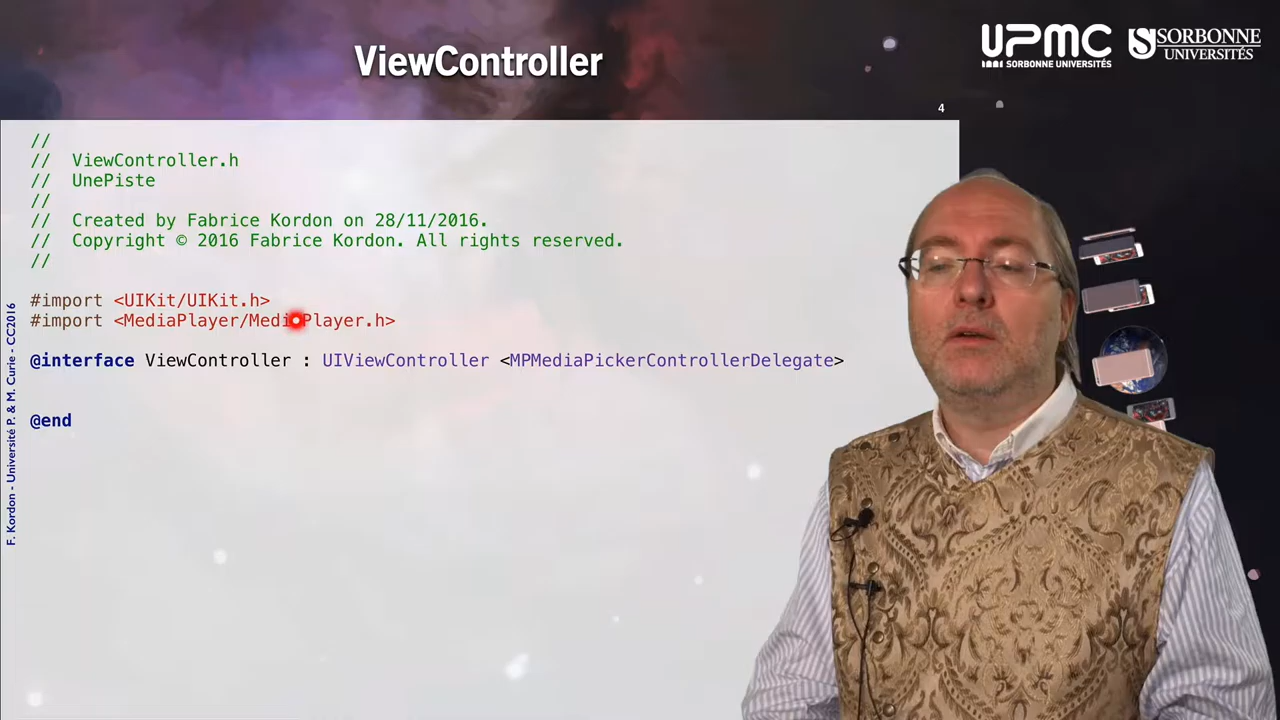 ViewController
UPMC
SORBONNE UNIVERSITÉS
SORBONNE
UNIVERSITÉS
4
//
//  ViewController.h
//  UnePiste
//
//  Created by Fabrice Kordon on 28/11/2016.
//  Copyright © 2016 Fabrice Kordon. All rights reserved.
//
#import <UIKit/UIKit.h>
#import <MediaPlayer/MediaPlayer.h>
@interface ViewController : UIViewController <MPMediaPickerControllerDelegate>
@end
F. Kordon - Université P. & M. Curie - CC2016